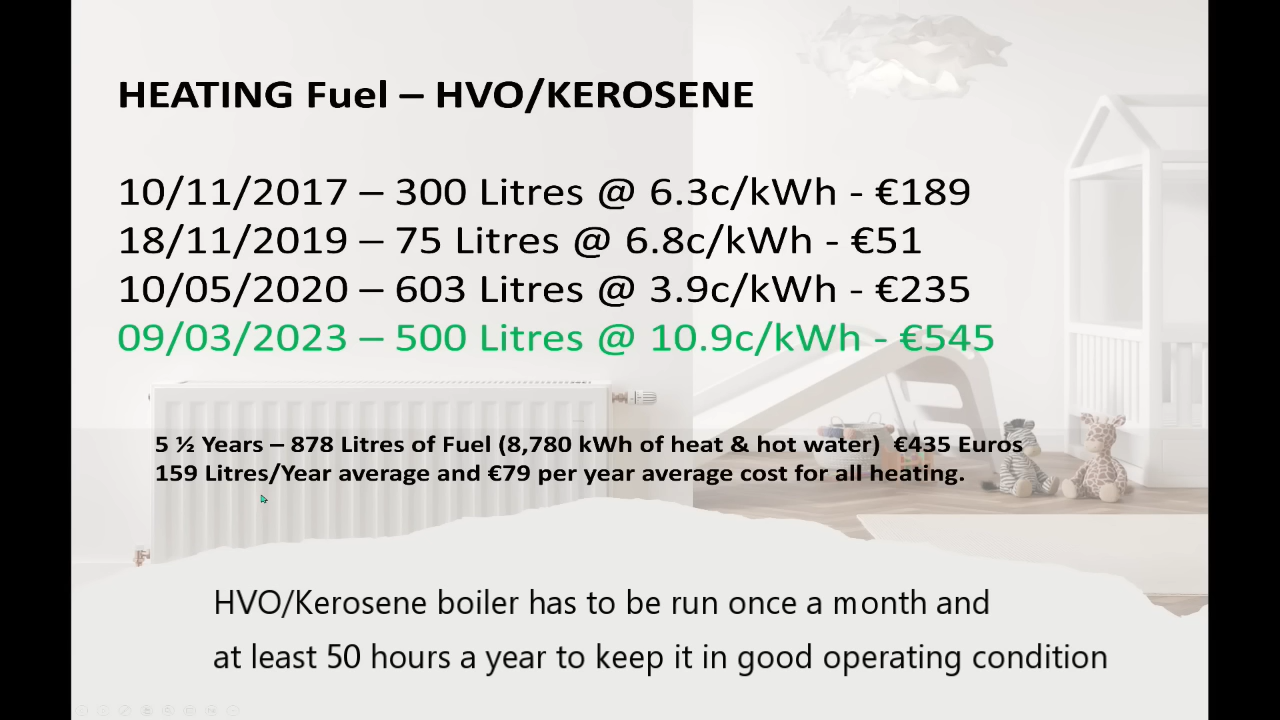 HEATING Fuel – HVO/KEROSENE
10/11/2017 – 300 Litres @ 6.3c/kWh - €189
18/11/2019 – 75 Litres @ 6.8c/kWh - €51
10/05/2020 – 603 Litres @ 3.9c/kWh - €235
09/03/2023 – 500 Litres @ 10.9c/kWh - €545
5 ½ Years – 878 Litres of Fuel (8,780 kWh of heat & hot water)  €435 Euros
159 Litres/Year average and €79 per year average cost for all heating.
HVO/Kerosene boiler has to be run once a month and
at least 50 hours a year to keep it in good operating condition